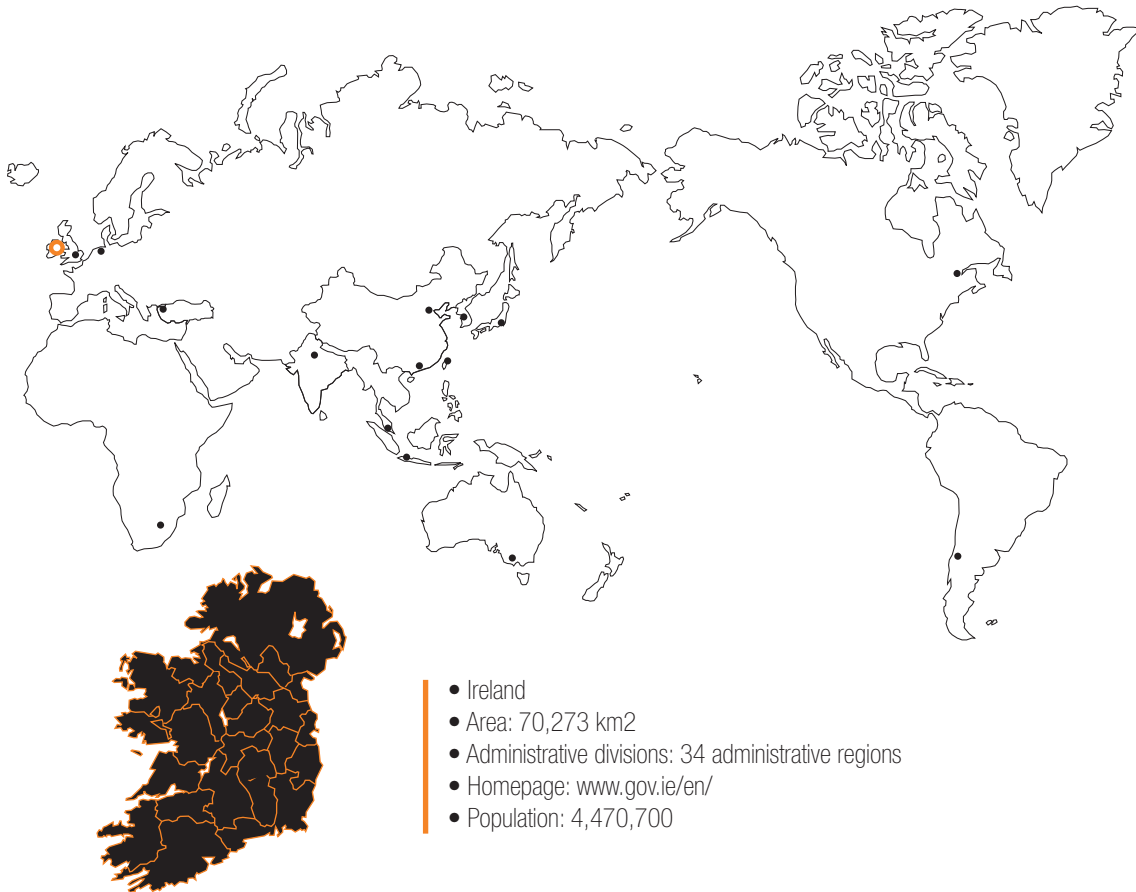 • Ireland
• Area: 70,273 km2
• Administrative divisions: 34 administrative regions
• Homepage: www.gov.ie/en/
• Population: 4,470,700